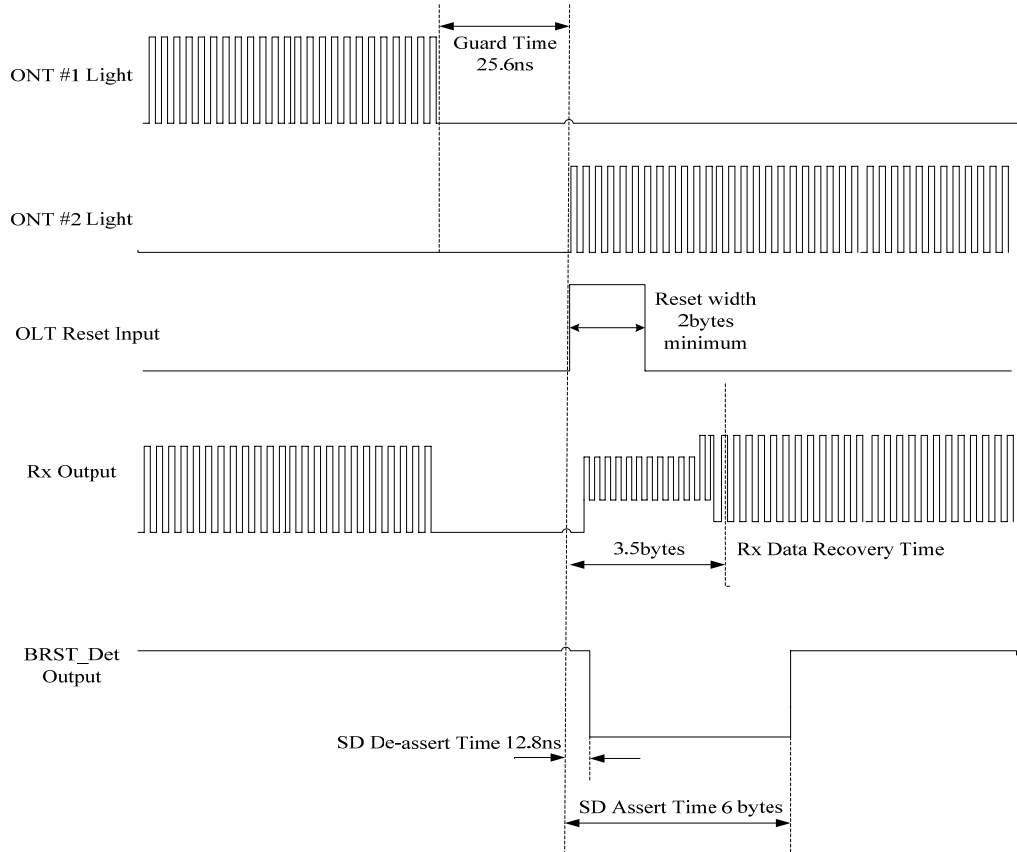 Guard Time
25.6ns
ONT #1 Light
ONT #2 Light
OLT Reset Input
Reset width
2bytes
minimum
Rx Output
3.5bytes
Rx Data Recovery Time
BRST_Det
Output
SD De-assert Time 12.8ns
SD Assert Time 6 bytes